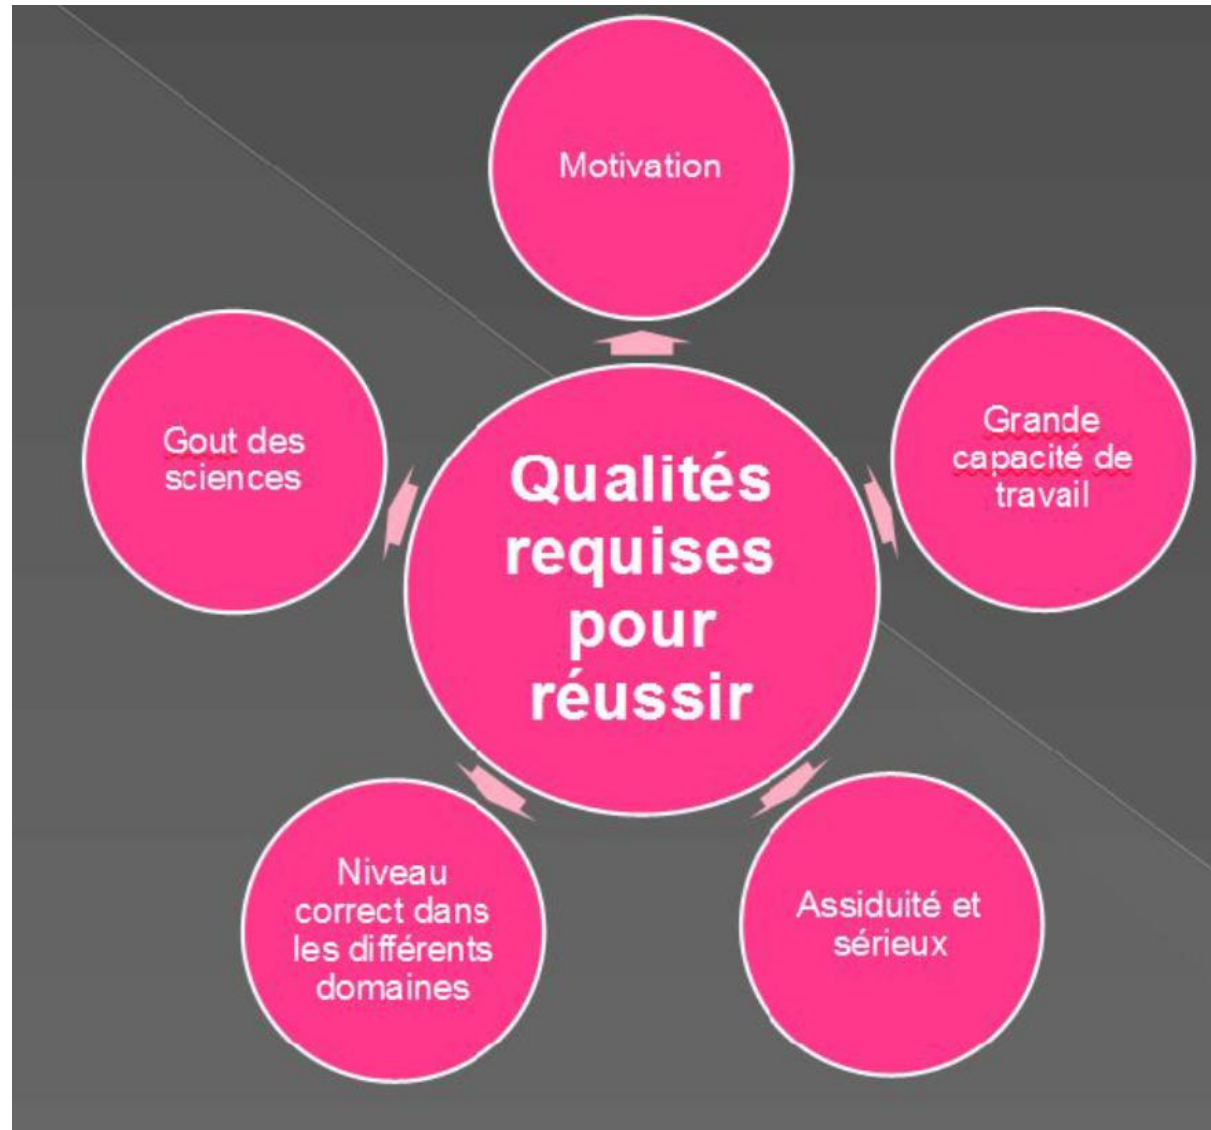 Motivation
Gout des
sciences
Grande
capacité de
travail
Qualités
requises
pour
réussir
Niveau
correct dans
les différents
domaines
Assiduité et
sérieux